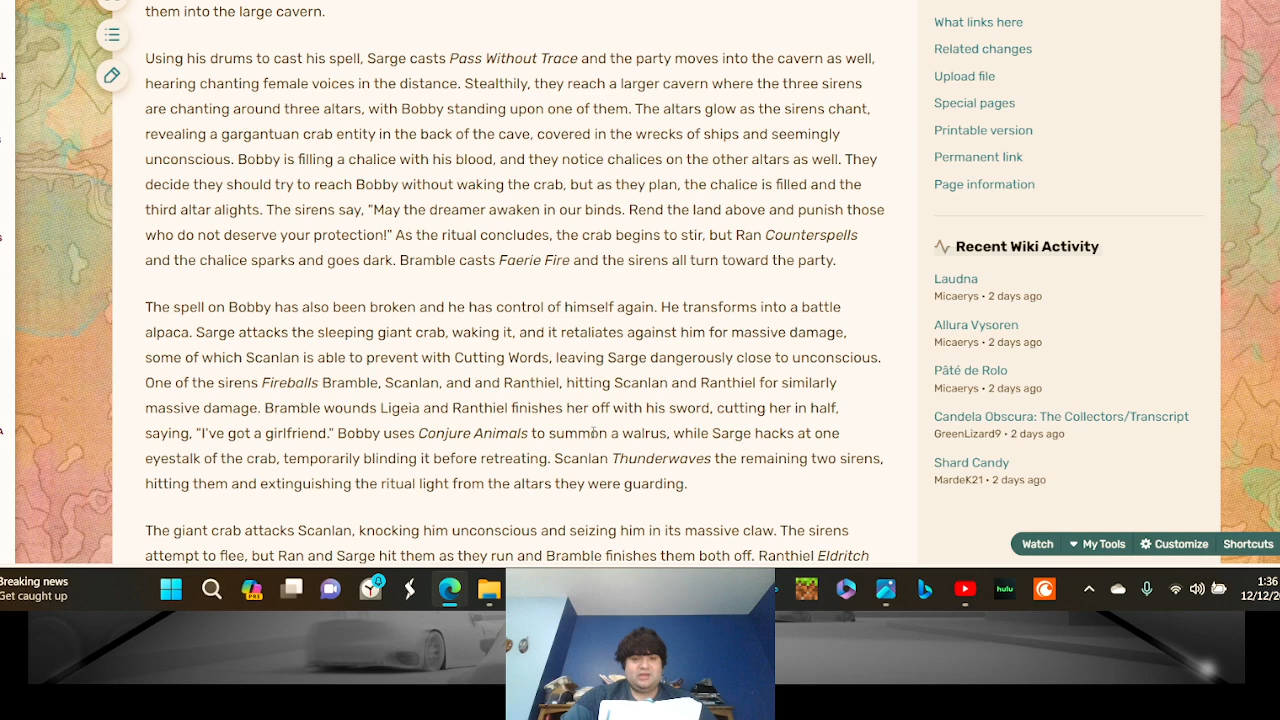 them into the large cavern.
Using his drums to cast his spell, Sarge casts Pass Without Trace and the party moves into the cavern as well,
hearing chanting female voices in the distance. Stealthily, they reach a larger cavern where the three sirens
are chanting around three altars, with Bobby standing upon one of them. The altars glow as the sirens chant,
revealing a gargantuan crab entity in the back of the cave, covered in the wrecks of ships and seemingly
unconscious. Bobby is filling a chalice with his blood, and they notice chalices on the other altars as well. They
decide they should try to reach Bobby without waking the crab, but as they plan, the chalice is filled and the
third altar alights. The sirens say, "May the dreamer awaken in our binds. Rend the land above and punish those
who do not deserve your protection!" As the ritual concludes, the crab begins to stir, but Ran Counterspells
and the chalice sparks and goes dark. Bramble casts Faerie Fire and the sirens all turn toward the party.
The spell on Bobby has also been broken and he has control of himself again. He transforms into a battle
alpaca. Sarge attacks the sleeping giant crab, waking it, and it retaliates against him for massive damage,
some of which Scanlan is able to prevent with Cutting Words, leaving Sarge dangerously close to unconscious.
One of the sirens Fireballs Bramble, Scanlan, and and Ranthiel, hitting Scanlan and Ranthiel for similarly
massive damage. Bramble wounds Ligeia and Ranthiel finishes her off with his sword, cutting her in half,
saying, "I've got a girlfriend." Bobby uses Conjure Animals to summon a walrus, while Sarge hacks at one
eyestalk of the crab, temporarily blinding it before retreating. Scanlan Thunderwaves the remaining two sirens,
hitting them and extinguishing the ritual light from the altars they were guarding.
The giant crab attacks Scanlan, knocking him unconscious and seizing him in its massive claw. The sirens
attempt to flee, but Ran and Sarge hit them as they run and Bramble finishes them both off. Ranthiel Eldritch
What links here
Related changes
Upload file
Special pages
Printable version
Permanent link
Page information
Recent Wiki Activity
Laudna
Micaerys • 2 days ago
Allura Vysoren
Micaerys • 2 days ago
Pâté de Rolo
Micaerys • 2 days ago
Candela Obscura: The Collectors/Transcript
GreenLizard9 • 2 days ago
Shard Candy
MardeK21 • 2 days ago
Watch My Tools Customize Shortcuts
Breaking news
Get caught up
PRE
2
hulu
1:36
12/12/2